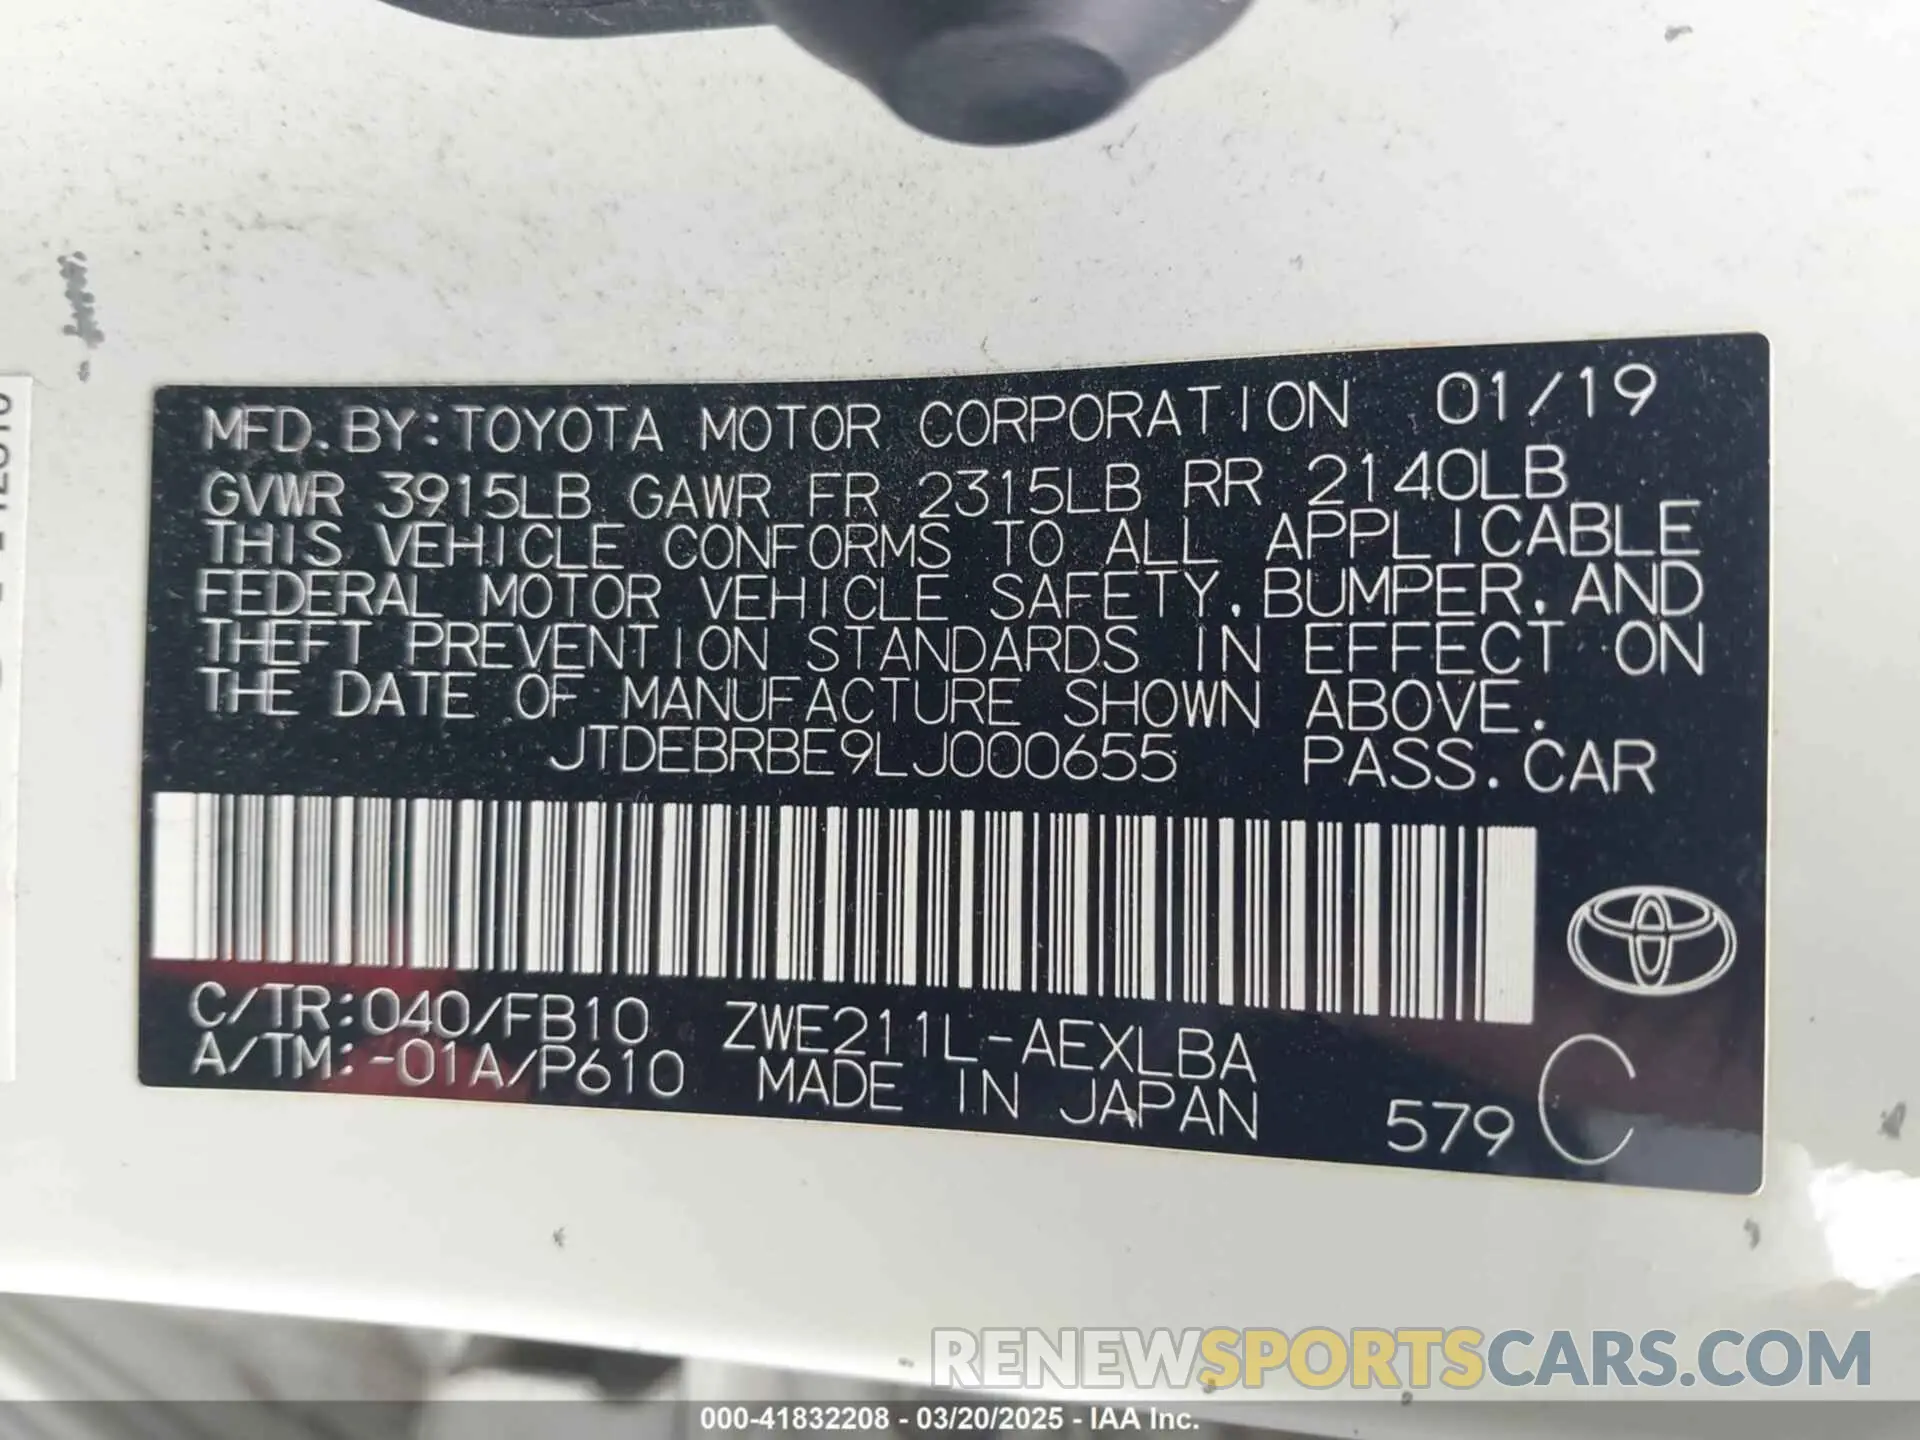 MFD.BY:TOYOTA MOTOR CORPORATION 01/19
GVWR 3915LB GAWR FR 2315LB RR 2140LB
THIS VEHICLE CONFORMS TO ALL APPLICABLE
FEDERAL MOTOR VEHICLE SAFETY, BUMPER, AND
THEFT PREVENTION STANDARDS IN EFFECT ON
THE DATE OF MANUFACTURE SHOWN ABOVE.
JTDEBRBE9LJ000655 PASS.CAR
C/TR:040/FB10 ZWE211L-AEXLBA
A/TM:-01A/P610 MADE IN JAPAN 579 C
RENEWSPORTSCARS.COM
000-41832208 - 03/20/2025 - IAA Inc.